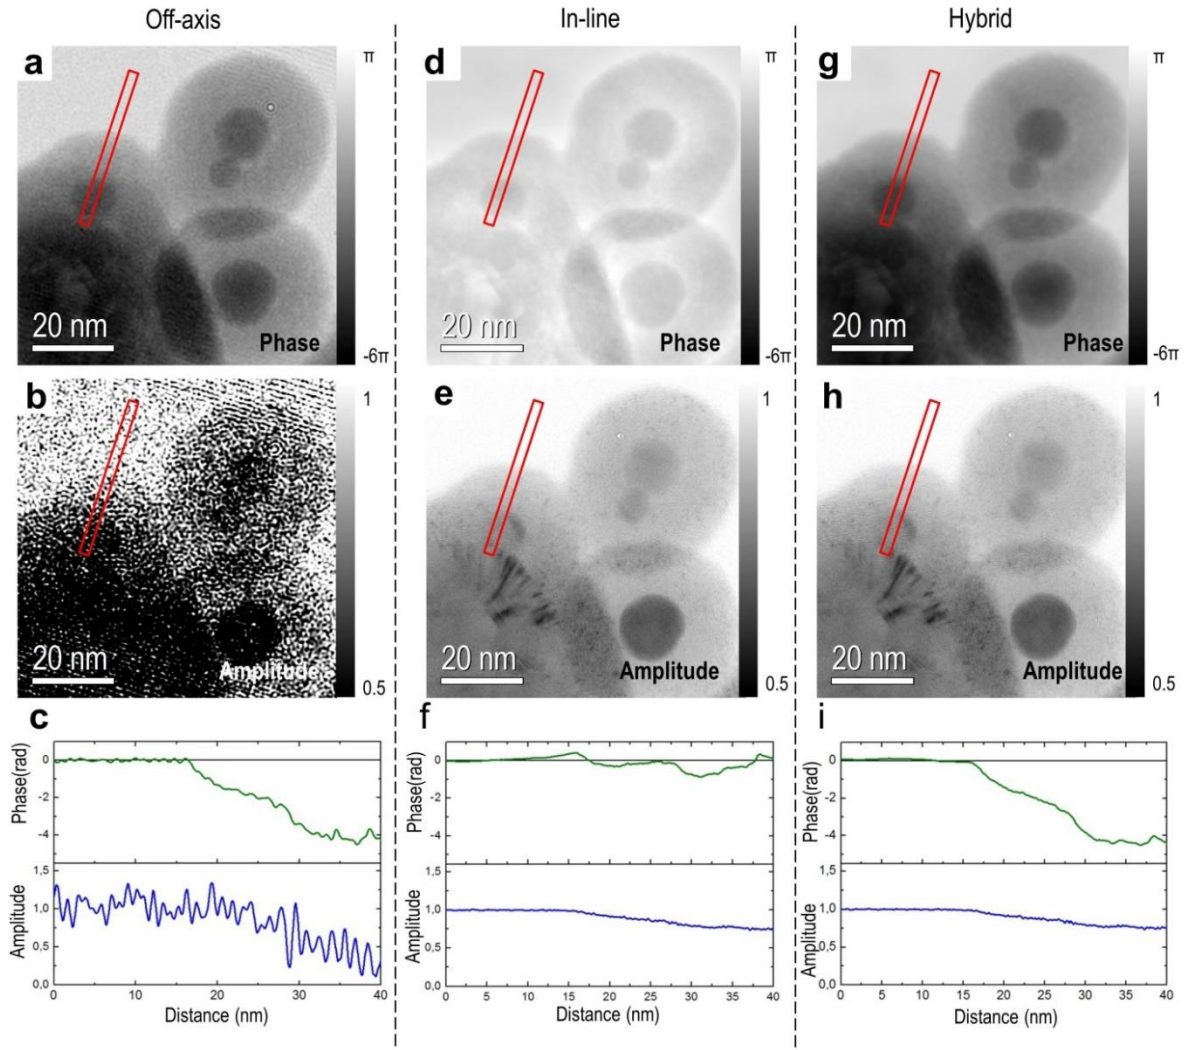 Off-axis
In-line
Hybrid
a
π
20 nm
Phase
-6π
d
π
20 nm
Phase
-6π
g
π
20 nm
Phase
-6π
b
1
20 nm
Amplitude
0.5
e
1
20 nm
Amplitude
0.5
h
1
20 nm
Amplitude
0.5
c
Phase(rad)
0
-2
-4
Amplitude
1,5
1,0
0,5
0,0
0 10 20 30 40
Distance (nm)
f
Phase(rad)
0
-2
-4
Amplitude
1,5
1,0
0,5
0,0
0 5 10 15 20 25 30 35 40
Distance (nm)
i
Phase(rad)
0
-2
-4
Amplitude
1,5
1,0
0,5
0,0
0 5 10 15 20 25 30 35 40
Distance (nm)